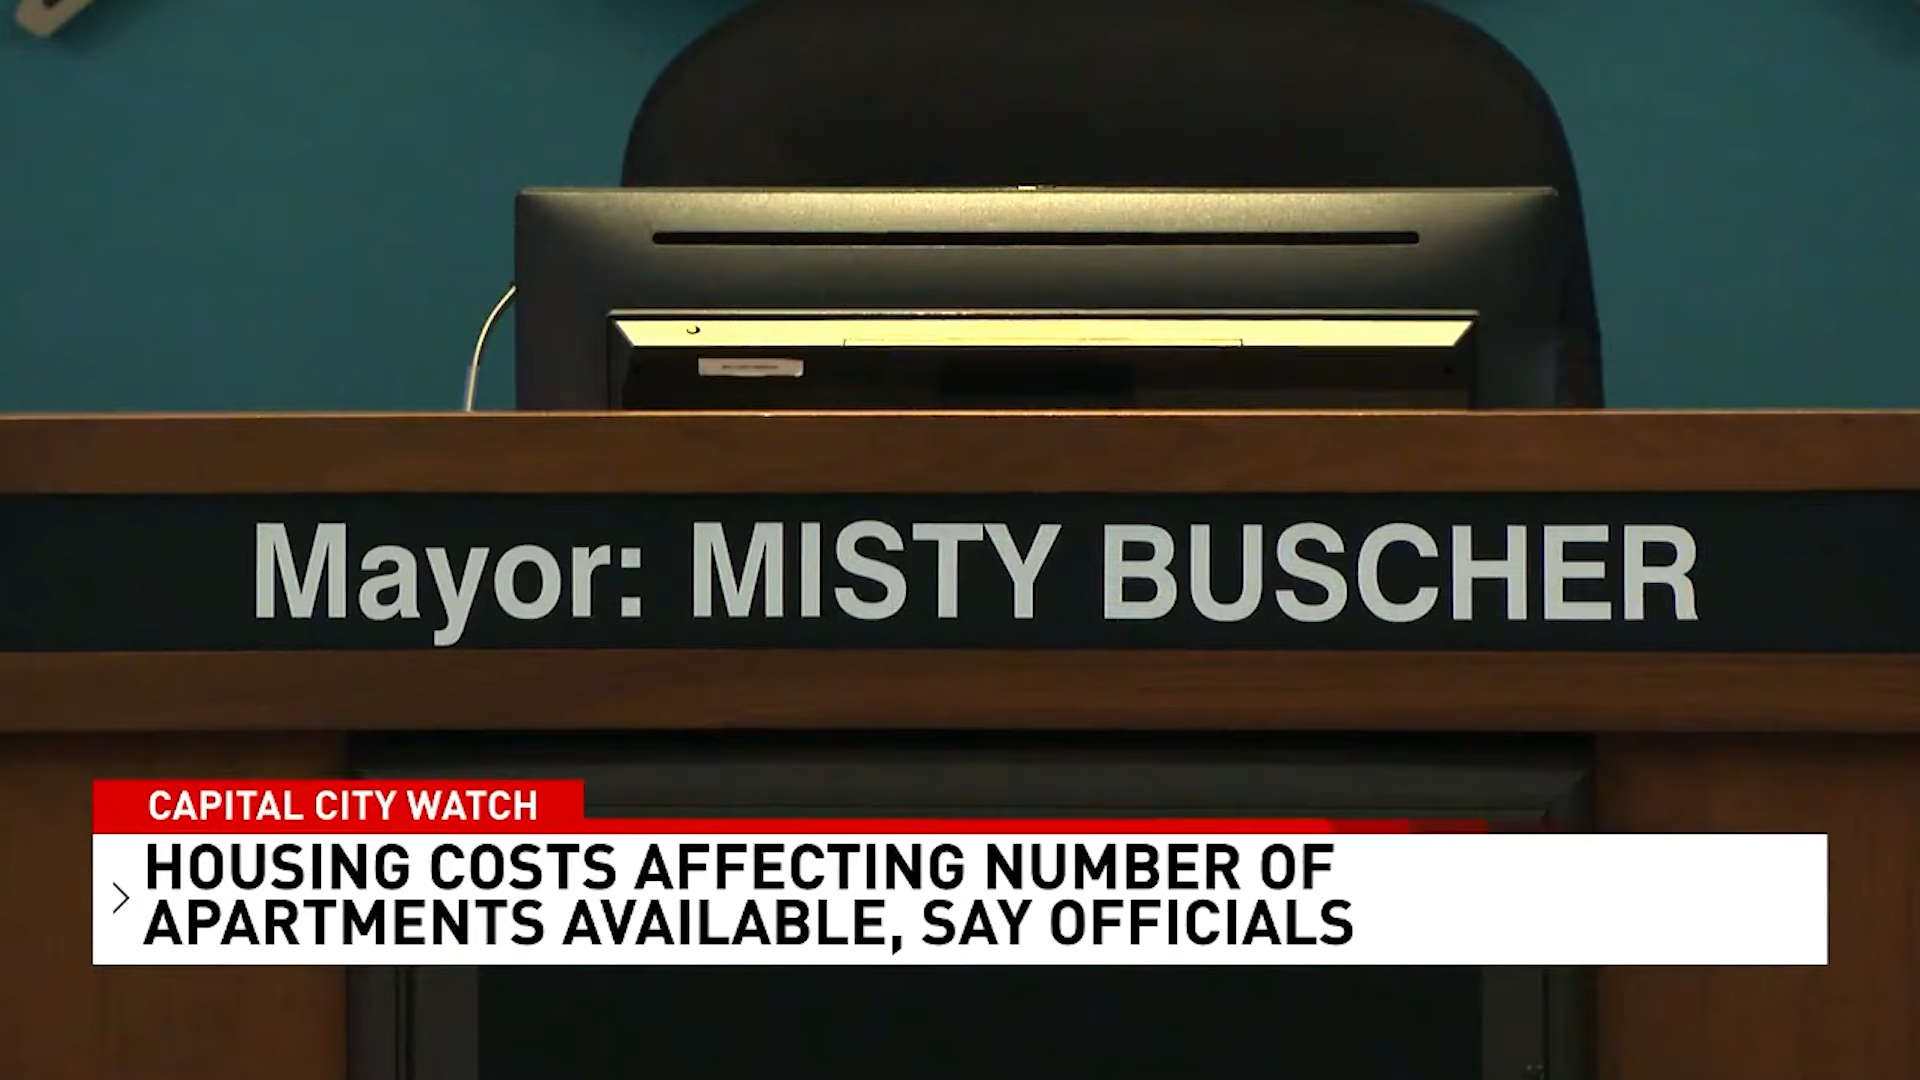 Mayor: MISTY BUSCHER
CAPITAL CITY WATCH
HOUSING COSTS AFFECTING NUMBER OF
APARTMENTS AVAILABLE, SAY OFFICIALS